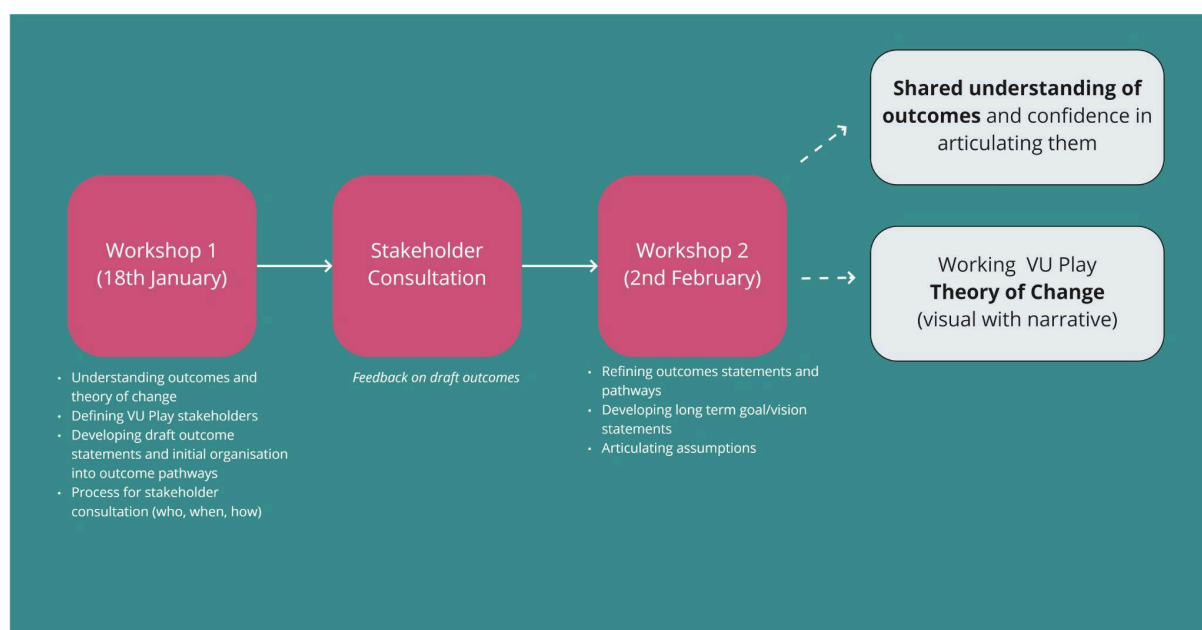 Workshop 1
(18th January)
• Understanding outcomes and
theory of change
• Defining VU Play stakeholders
• Developing draft outcome
statements and initial organisation
into outcome pathways
• Process for stakeholder
consultation (who, when, how)
Stakeholder
Consultation
Feedback on draft outcomes
Workshop 2
(2nd February)
• Refining outcomes statements and
pathways
• Developing long term goal/vision
statements
• Articulating assumptions
Shared understanding of
outcomes and confidence in
articulating them
Working VU Play
Theory of Change
(visual with narrative)